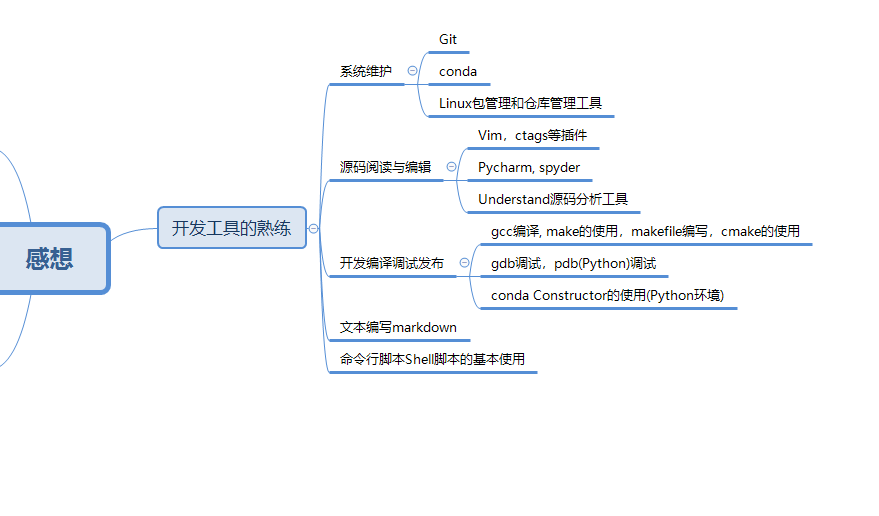 感想
开发工具的熟练
系统维护
Git
conda
Linux包管理和仓库管理工具
源码阅读与编辑
Vim，ctags等插件
Pycharm, spyder
Understand源码分析工具
开发编译调试发布
gcc编译, make的使用，makefile编写，cmake的使用
gdb调试，pdb(Python)调试
conda Constructor的使用(Python环境)
文本编写markdown
命令行脚本Shell脚本的基本使用